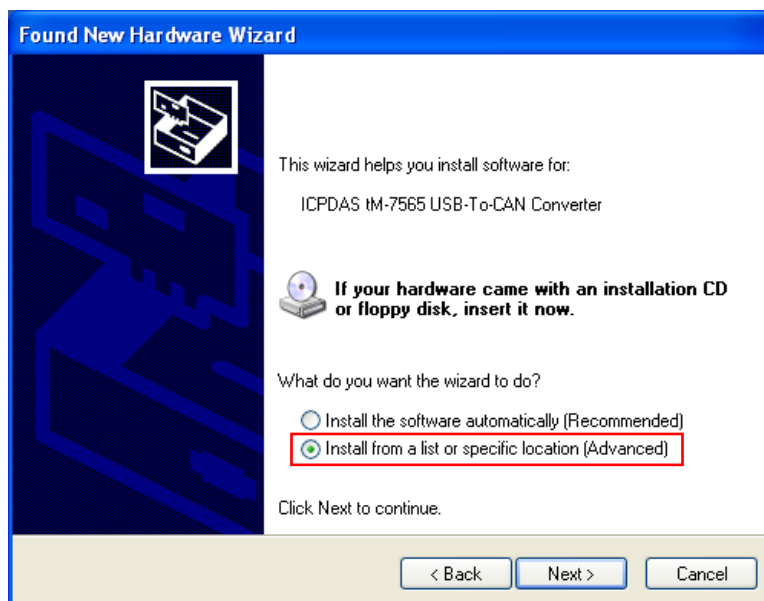 Found New Hardware Wizard
This wizard helps you install software for:
ICPDAS tM-7565 USB-To-CAN Converter
If your hardware came with an installation CD
or floppy disk, insert it now.
What do you want the wizard to do?
Install the software automatically (Recommended)
Install from a list or specific location (Advanced)
Click Next to continue.
< Back
Next >
Cancel